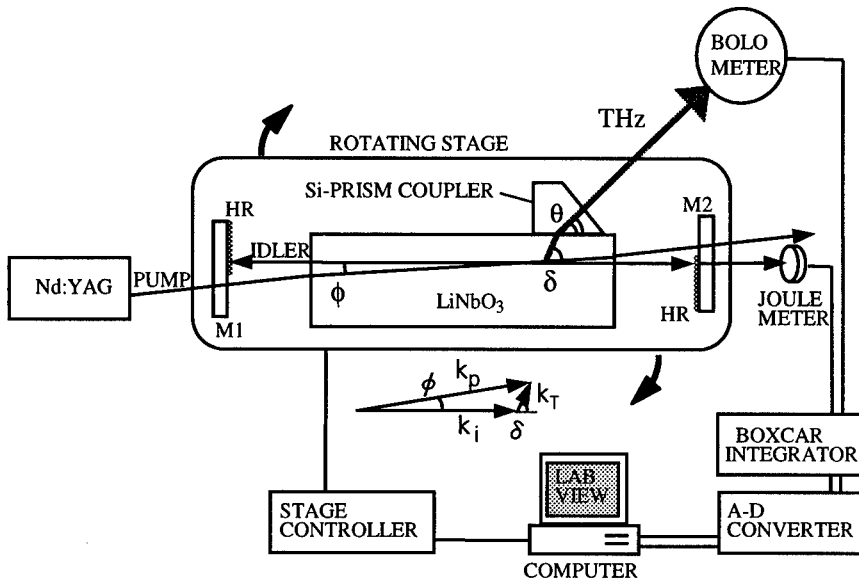 BOLO
METER
THz
ROTATING STAGE
Si-PRISM COUPLER
θ
M2
HR
IDLER
Nd:YAG
PUMP
ϕ
δ
LiNbO3
HR
M1
JOULE
METER
ϕ
kp
kT
ki
δ
BOXCAR
INTEGRATOR
LAB
VIEW
STAGE
CONTROLLER
A-D
CONVERTER
COMPUTER